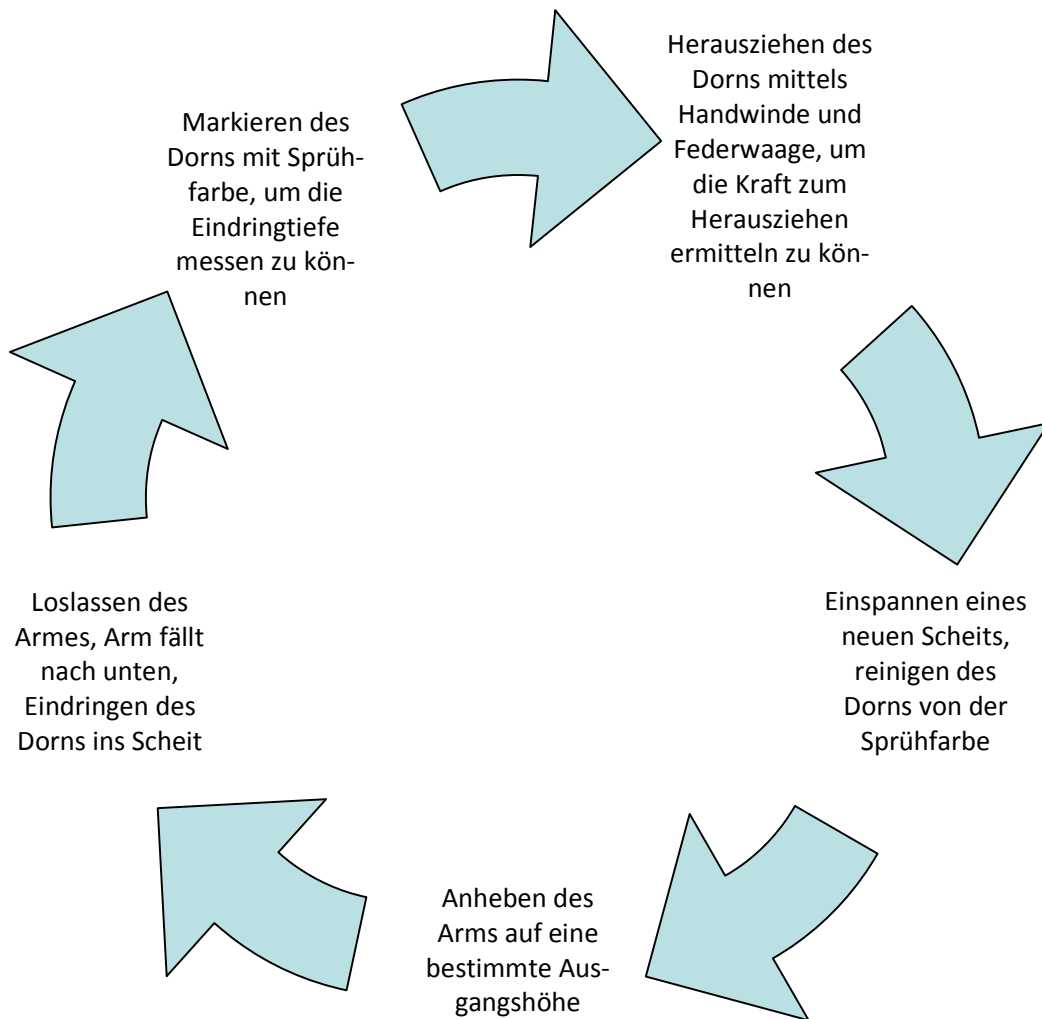 Markieren des
Dorns mit Sprüh-
farbe, um die
Eindringtiefe
messen zu kön-
nen
Herausziehen des
Dorns mittels
Handwinde und
Federwaage, um
die Kraft zum
Herausziehen
ermitteln zu kön-
nen
Einspannen eines
neuen Scheits,
reinigen des
Dorns von der
Sprühfarbe
Anheben des
Arms auf eine
bestimmte Aus-
gangshöhe
Loslassen des
Armes, Arm fällt
nach unten,
Eindringen des
Dorns ins Scheit